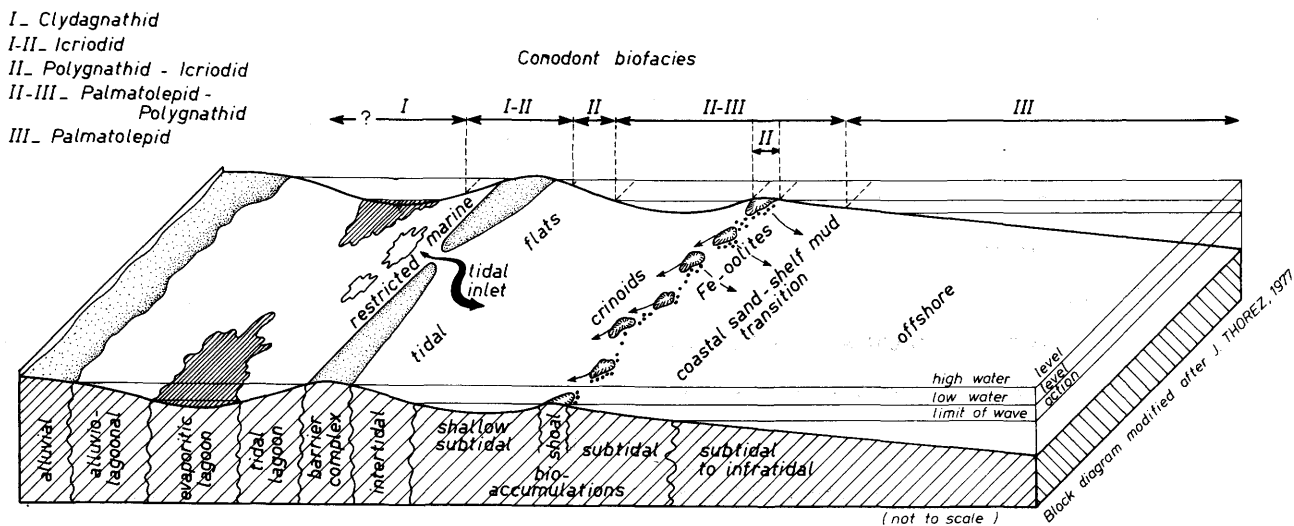 I_ Clydagnathid
I-II_ Icriodid
II_ Polygnathid - Icriodid
II-III_ Palmatolepid -
Polygnathid
III_ Palmatolepid
Conodont biofacies
?
I
I-II
II
II-III
III
II
restricted marine
tidal inlet
tidal flats
crinoids
Fe-oolites
coastal sand-shelf mud
transition
offshore
high water level
low water level
limit of wave action
alluvial
alluvio-
lagoonal
evaporitic
lagoon
tidal
lagoon
barrier
complex
intertidal
shallow
subtidal
shoal
subtidal
bio-
accumulations
subtidal
to infratidal
(not to scale)
Block diagram modified after J. THOREZ, 1977